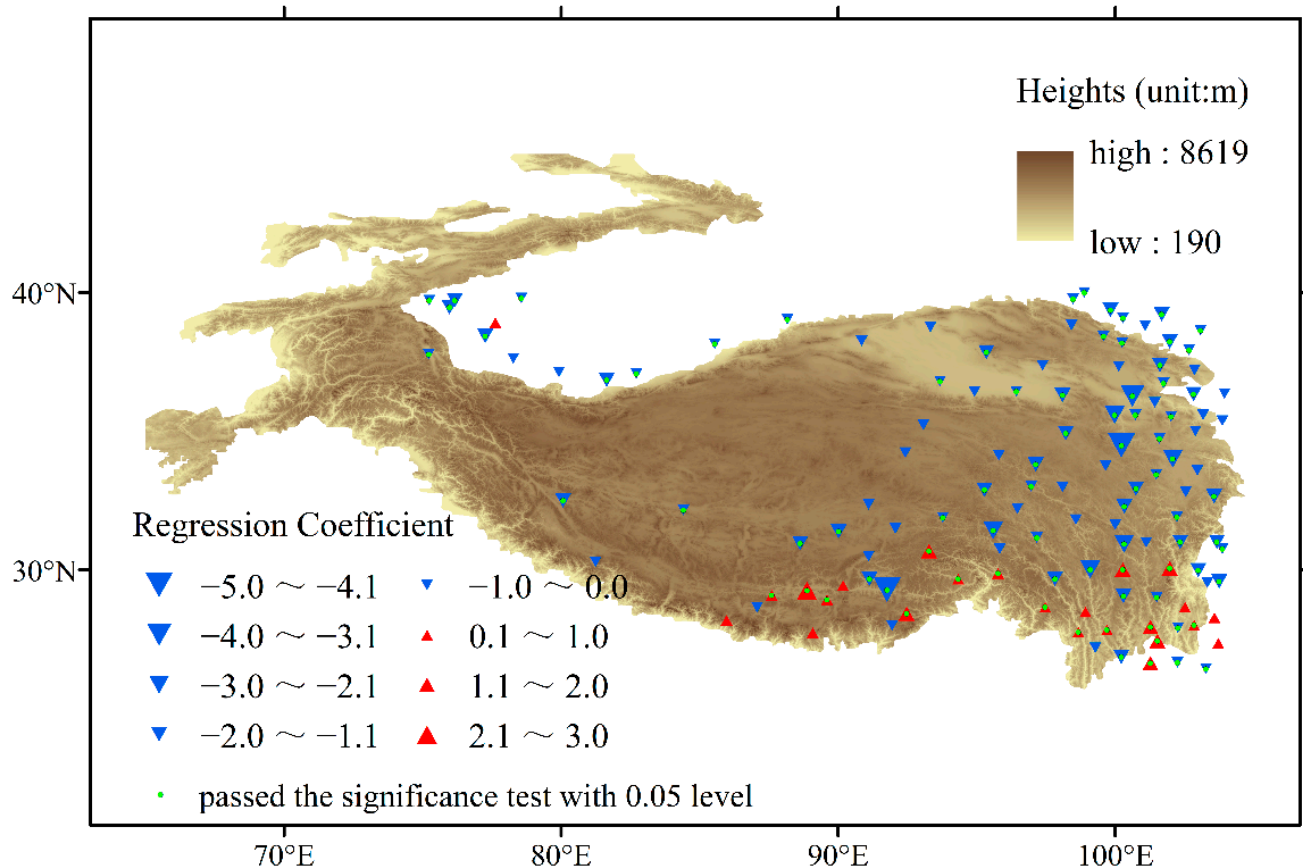 Heights (unit:m)
high : 8619
low : 190
40°N
30°N
Regression Coefficient
−5.0 ～ −4.1
−4.0 ～ −3.1
−3.0 ～ −2.1
−2.0 ～ −1.1
−1.0 ～ 0.0
0.1 ～ 1.0
1.1 ～ 2.0
2.1 ～ 3.0
passed the significance test with 0.05 level
70°E
80°E
90°E
100°E